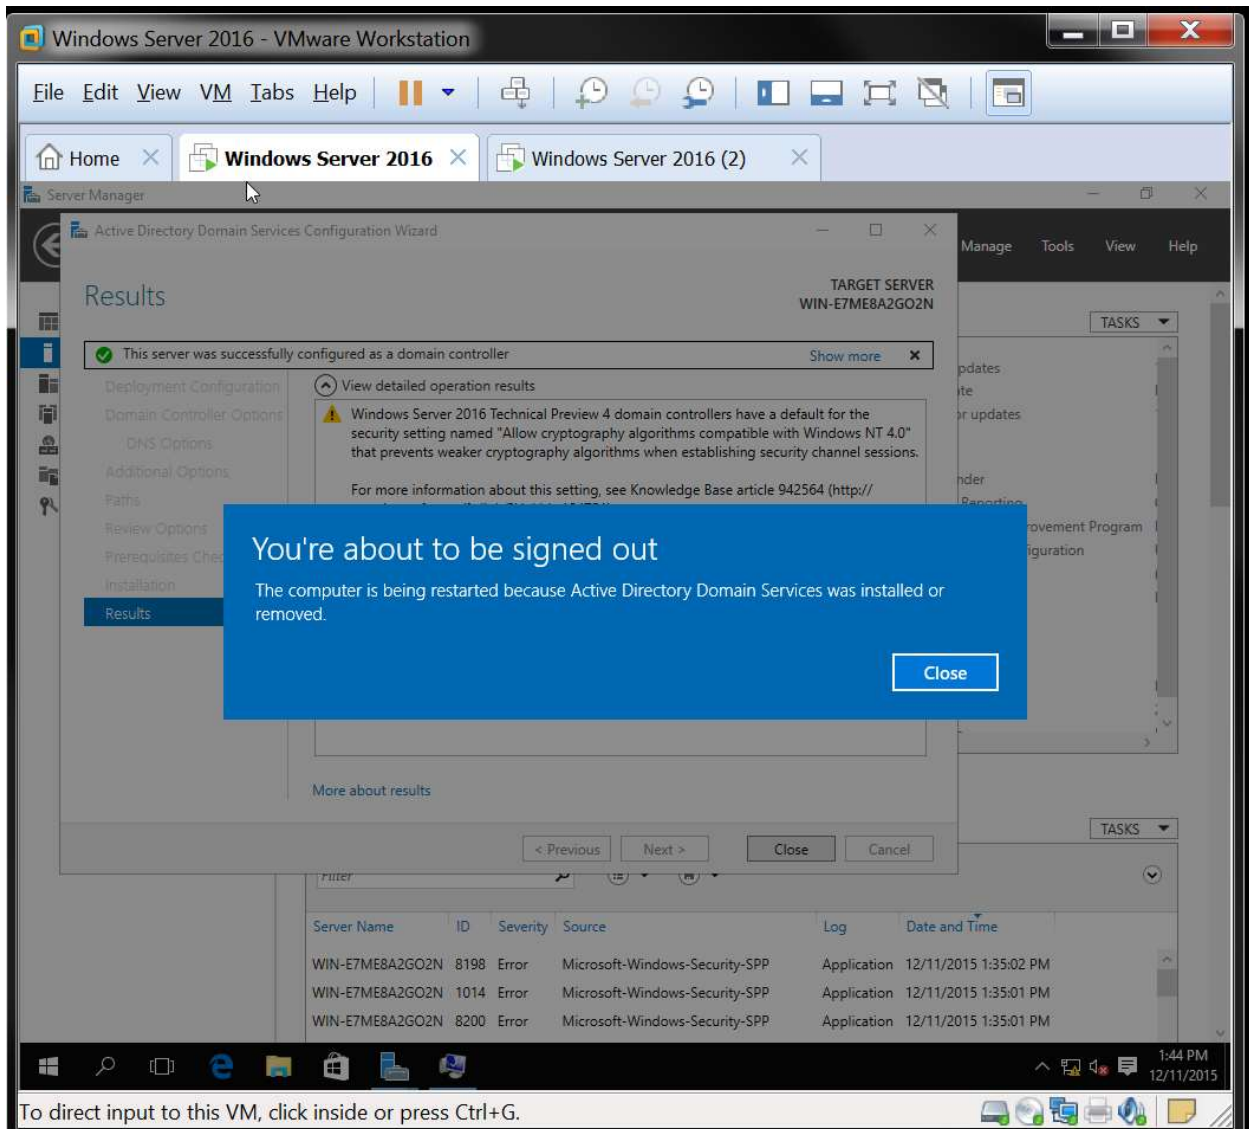 Windows Server 2016 - VMware Workstation
File Edit View VM Tabs Help
Home
Windows Server 2016
Windows Server 2016 (2)
Server Manager
Manage Tools View Help
Active Directory Domain Services Configuration Wizard
Results
TARGET SERVER
WIN-E7ME8A2GO2N
TASKS
This server was successfully configured as a domain controller
Show more
Deployment Configuration
Domain Controller Options
DNS Options
Additional Options
Paths
Review Options
Prerequisites
Installation
Results
View detailed operation results
Windows Server 2016 Technical Preview 4 domain controllers have a default for the
security setting named "Allow cryptography algorithms compatible with Windows NT 4.0"
that prevents weaker cryptography algorithms when establishing security channel sessions.
For more information about this setting, see Knowledge Base article 942564 (http://
pdates
te
or updates
nder
Reporting
rovement Program
iguration
You're about to be signed out
The computer is being restarted because Active Directory Domain Services was installed or
removed.
Close
More about results
< Previous Next > Close Cancel
TASKS
Filter
Server Name ID Severity Source Log Date and Time
WIN-E7ME8A2GO2N 8198 Error Microsoft-Windows-Security-SPP Application 12/11/2015 1:35:02 PM
WIN-E7ME8A2GO2N 1014 Error Microsoft-Windows-Security-SPP Application 12/11/2015 1:35:01 PM
WIN-E7ME8A2GO2N 8200 Error Microsoft-Windows-Security-SPP Application 12/11/2015 1:35:01 PM
1:44 PM
12/11/2015
To direct input to this VM, click inside or press Ctrl+G.